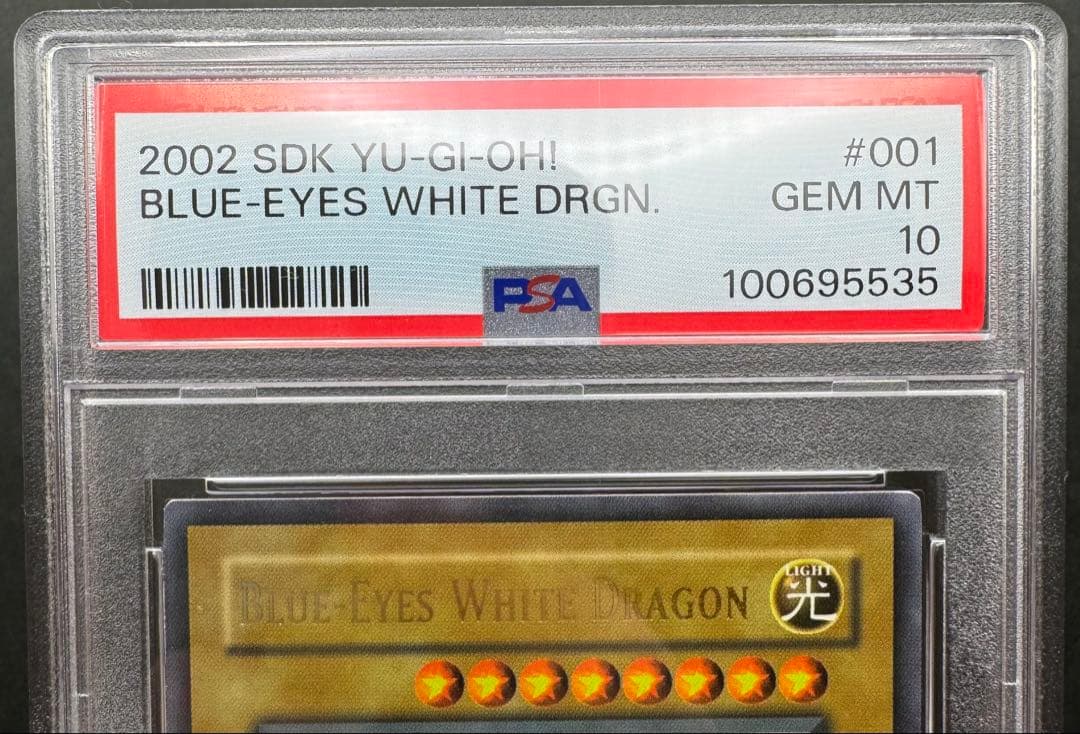 2002 SDK YU-GI-OH! #001
BLUE-EYES WHITE DRGN. GEM MT
10
PSA 100695535
BLUE-EYES WHITE DRAGON
LIGHT
光